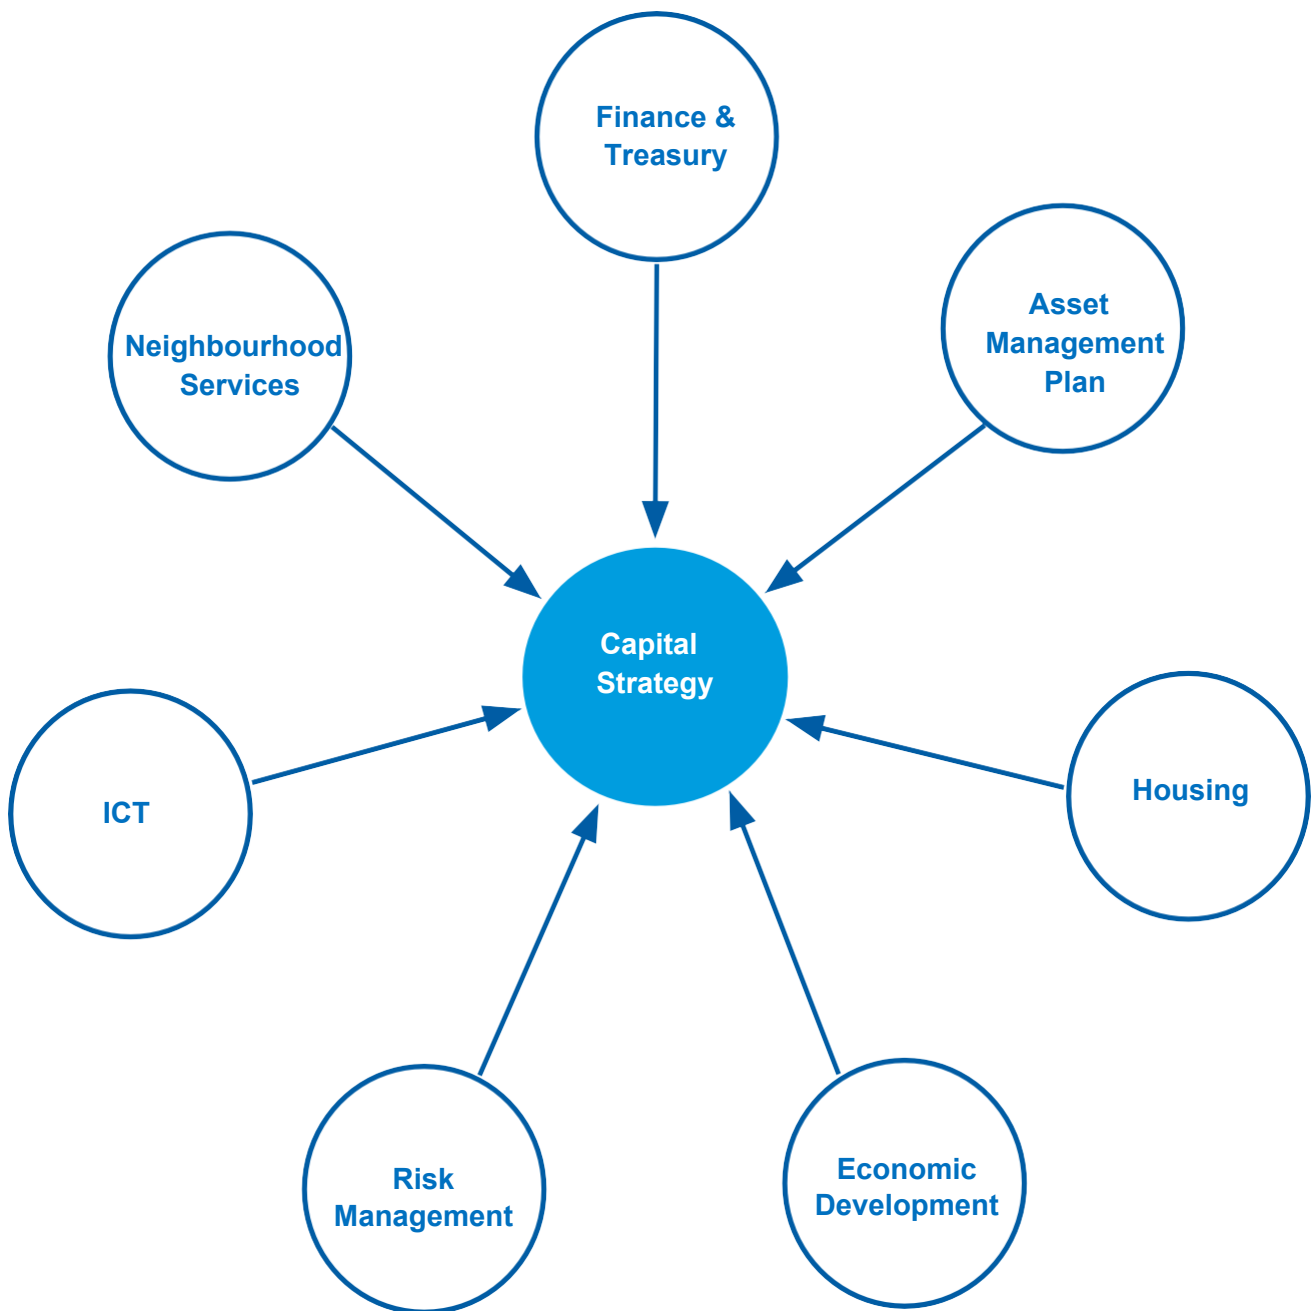 Finance &
Treasury
Asset
Management
Plan
Neighbourhood
Services
Capital
Strategy
Housing
ICT
Economic
Development
Risk
Management